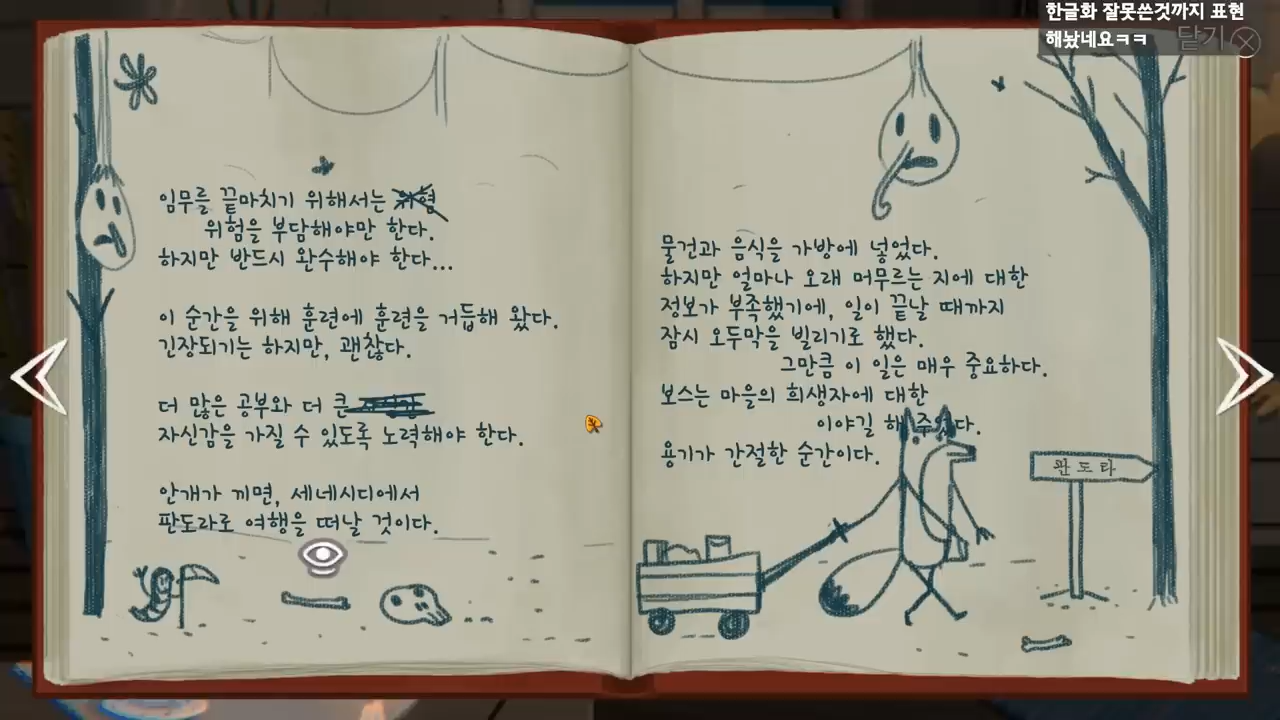 한글화 잘못쓴것까지 표현
해놨네요ㅋㅋ
닫기
임무를 끝마치기 위해서는 위험
위험을 부담해야만 한다.
하지만 반드시 완수해야 한다...
이 순간을 위해 훈련에 훈련을 거듭해 왔다.
긴장되기는 하지만, 괜찮다.
더 많은 공부와 더 큰
자신감을 가질 수 있도록 노력해야 한다.
안개가 끼면, 세네시디에서
판도라로 여행을 떠날 것이다.
물건과 음식을 가방에 넣었다.
하지만 얼마나 오래 머무르는 지에 대한
정보가 부족했기에, 일이 끝날 때까지
잠시 오두막을 빌리기로 했다.
그만큼 이 일은 매우 중요하다.
보스는 마을의 희생자에 대한
이야길 해 주었다.
용기가 간절한 순간이다.
판도라